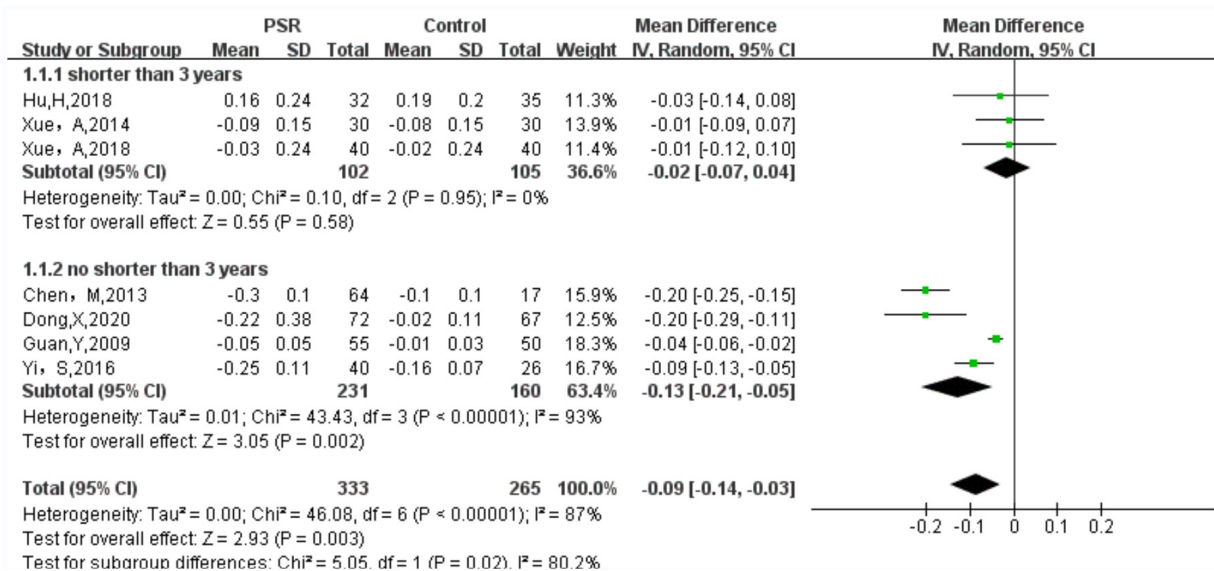 PSR Control Mean Difference Mean Difference
Study or Subgroup Mean SD Total Mean SD Total Weight IV, Random, 95% CI IV, Random, 95% CI
1.1.1 shorter than 3 years
Hu,H,2018 0.16 0.24 32 0.19 0.2 35 11.3% -0.03 [-0.14, 0.08]
Xue，A,2014 -0.09 0.15 30 -0.08 0.15 30 13.9% -0.01 [-0.09, 0.07]
Xue，A,2018 -0.03 0.24 40 -0.02 0.24 40 11.4% -0.01 [-0.12, 0.10]
Subtotal (95% CI) 102 105 36.6% -0.02 [-0.07, 0.04]
Heterogeneity: Tau² = 0.00; Chi² = 0.10, df = 2 (P = 0.95); I² = 0%
Test for overall effect: Z = 0.55 (P = 0.58)
1.1.2 no shorter than 3 years
Chen，M,2013 -0.3 0.1 64 -0.1 0.1 17 15.9% -0.20 [-0.25, -0.15]
Dong,X,2020 -0.22 0.38 72 -0.02 0.11 67 12.5% -0.20 [-0.29, -0.11]
Guan,Y,2009 -0.05 0.05 55 -0.01 0.03 50 18.3% -0.04 [-0.06, -0.02]
Yi，S,2016 -0.25 0.11 40 -0.16 0.07 26 16.7% -0.09 [-0.13, -0.05]
Subtotal (95% CI) 231 160 63.4% -0.13 [-0.21, -0.05]
Heterogeneity: Tau² = 0.01; Chi² = 43.43, df = 3 (P < 0.00001); I² = 93%
Test for overall effect: Z = 3.05 (P = 0.002)
Total (95% CI) 333 265 100.0% -0.09 [-0.14, -0.03]
Heterogeneity: Tau² = 0.00; Chi² = 46.08, df = 6 (P < 0.00001); I² = 87%
Test for overall effect: Z = 2.93 (P = 0.003)
Test for subgroup differences: Chi² = 5.05, df = 1 (P = 0.02), I² = 80.2%
-0.2 -0.1 0 0.1 0.2